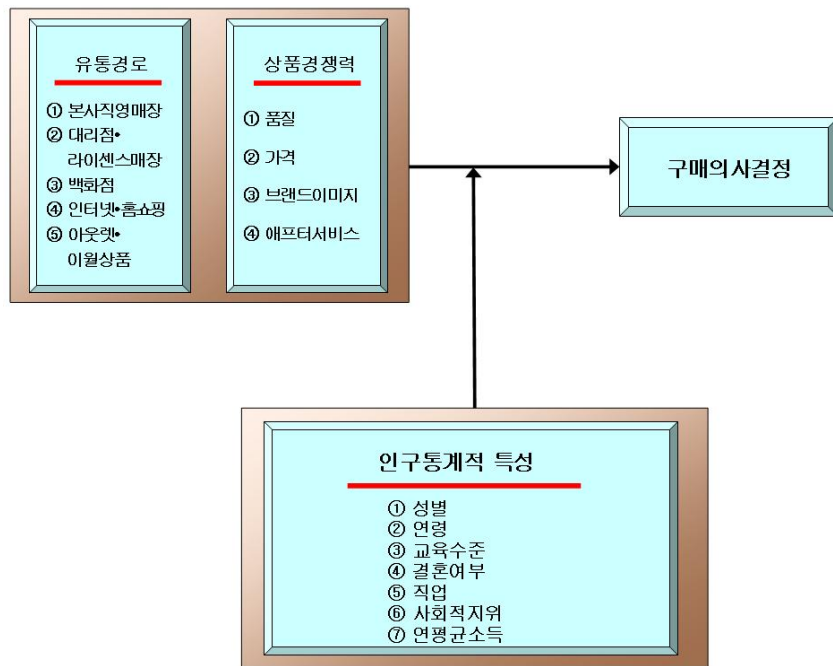 유통경로
① 본사직영매장
② 대리점•
라이센스매장
③ 백화점
④ 인터넷•홈쇼핑
⑤ 아웃렛•
이월상품
상품경쟁력
① 품질
② 가격
③ 브랜드이미지
④ 애프터서비스
구매의사결정
인구통계적 특성
① 성별
② 연령
③ 교육수준
④ 결혼여부
⑤ 직업
⑥ 사회적지위
⑦ 연평균소득